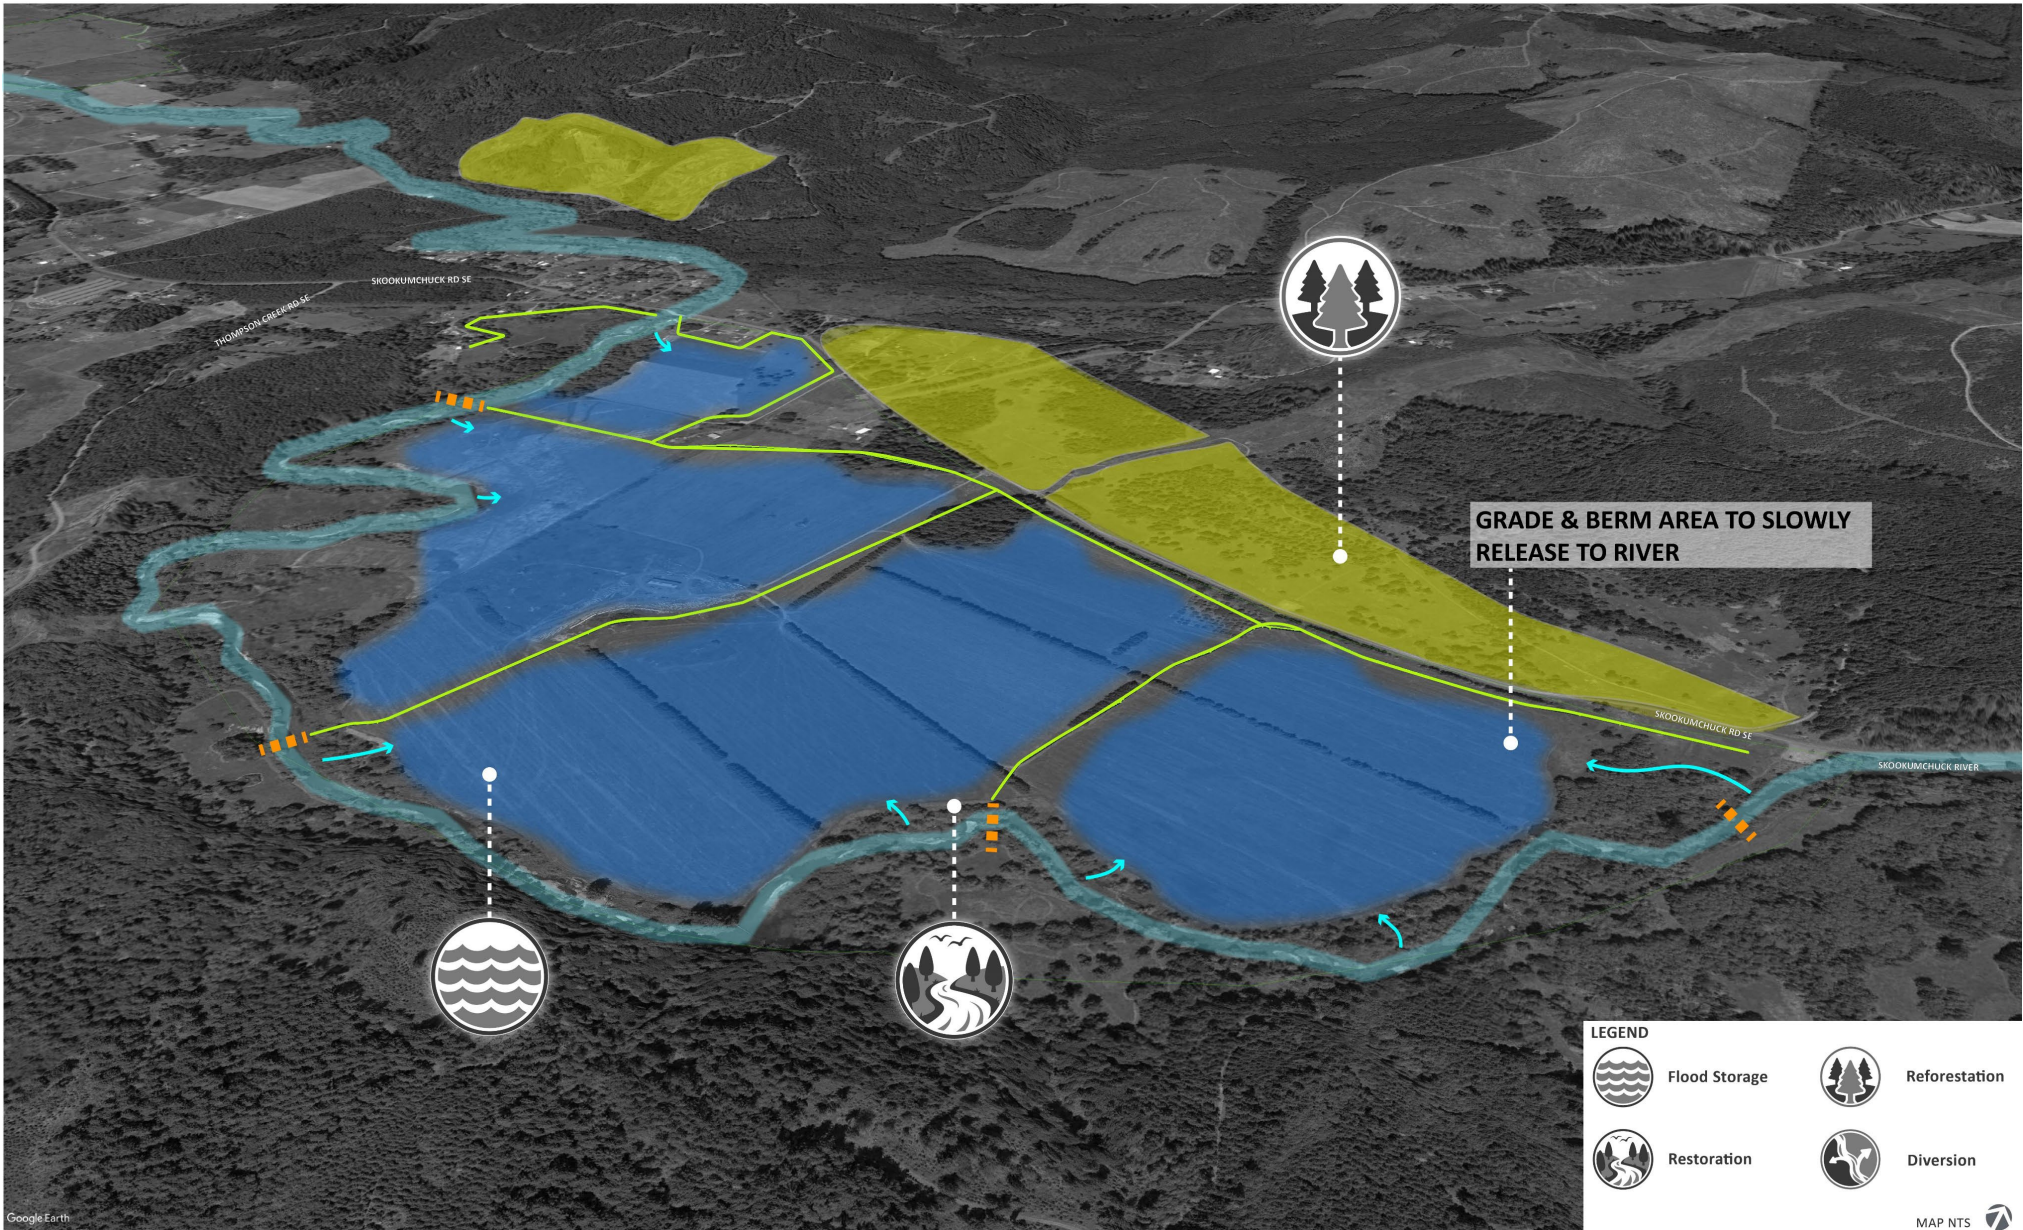 SKOOKUMCHUCK RD SE
THOMPSON CREEK RD SE
GRADE & BERM AREA TO SLOWLY
RELEASE TO RIVER
SKOOKUMCHUCK RD SE
SKOOKUMCHUCK RIVER
LEGEND
Flood Storage
Reforestation
Restoration
Diversion
MAP NTS
Google Earth